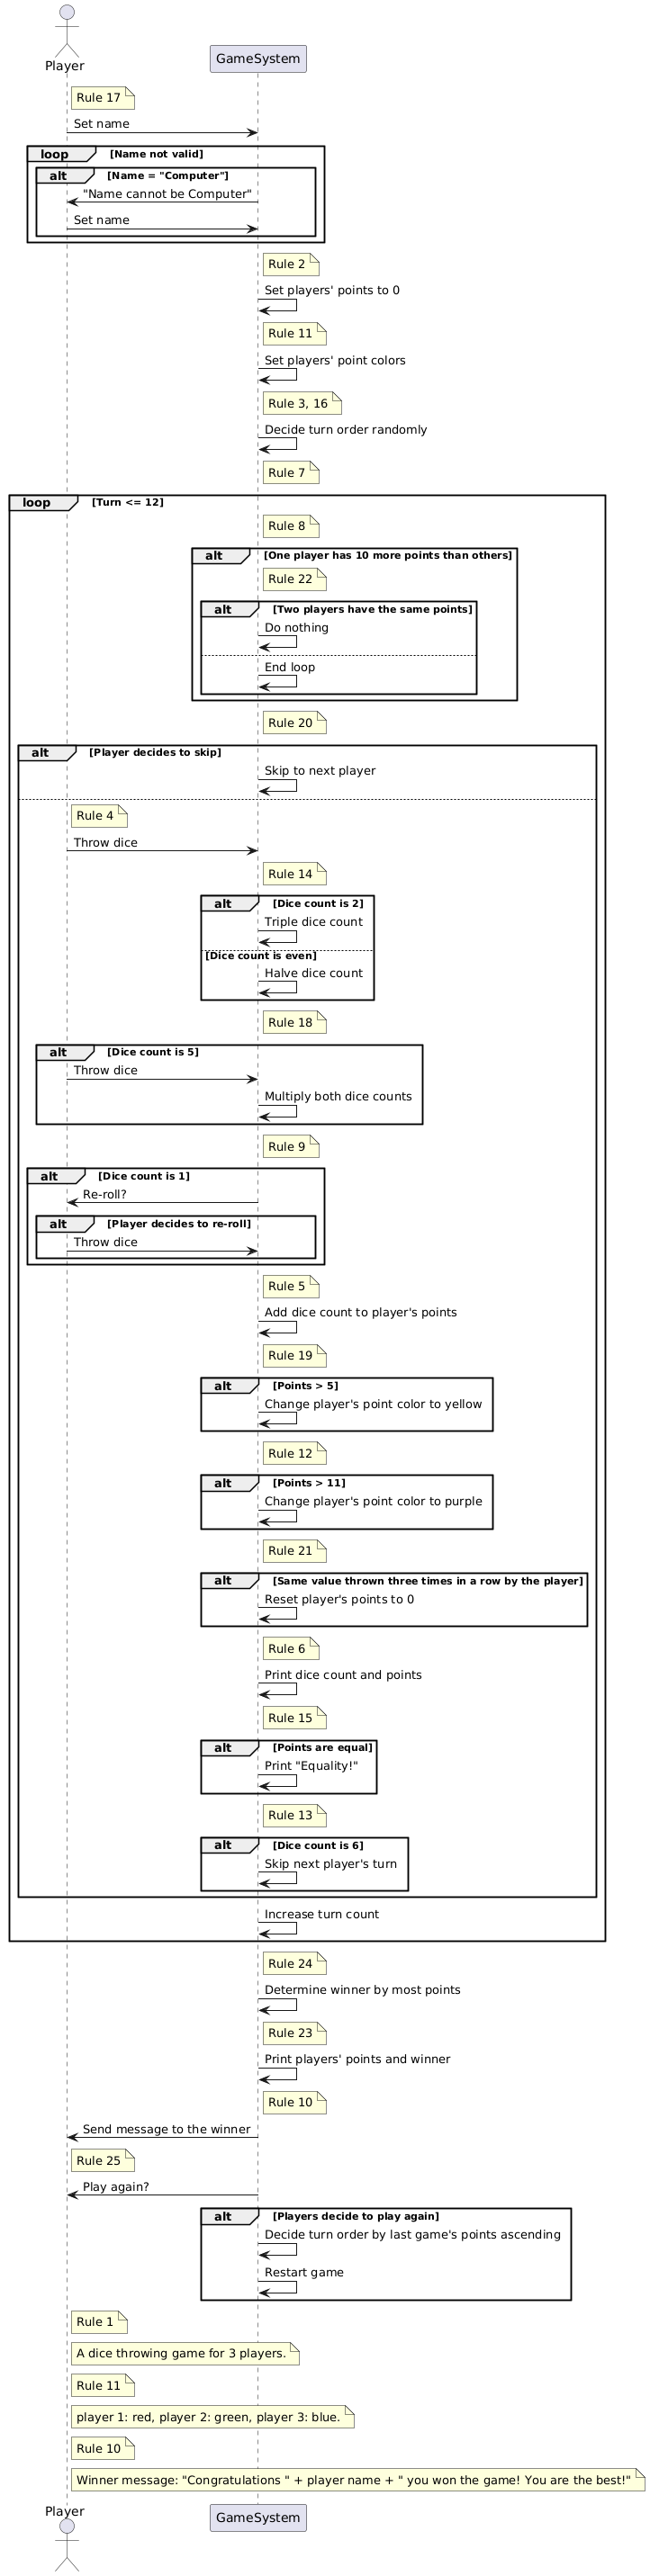 Player
GameSystem
Rule 17
Set name
loop [Name not valid]
alt [Name = "Computer"]
"Name cannot be Computer"
Set name
Rule 2
Set players' points to 0
Rule 11
Set players' point colors
Rule 3, 16
Decide turn order randomly
Rule 7
loop [Turn <= 12]
Rule 8
alt [One player has 10 more points than others]
Rule 22
alt [Two players have the same points]
Do nothing
End loop
Rule 20
alt [Player decides to skip]
Skip to next player
Rule 4
Throw dice
Rule 14
alt [Dice count is 2]
Triple dice count
[Dice count is even]
Halve dice count
Rule 18
alt [Dice count is 5]
Throw dice
Multiply both dice counts
Rule 9
alt [Dice count is 1]
Re-roll?
alt [Player decides to re-roll]
Throw dice
Rule 5
Add dice count to player's points
Rule 19
alt [Points > 5]
Change player's point color to yellow
Rule 12
alt [Points > 11]
Change player's point color to purple
Rule 21
alt [Same value thrown three times in a row by the player]
Reset player's points to 0
Rule 6
Print dice count and points
Rule 15
alt [Points are equal]
Print "Equality!"
Rule 13
alt [Dice count is 6]
Skip next player's turn
Increase turn count
Rule 24
Determine winner by most points
Rule 23
Print players' points and winner
Rule 10
Send message to the winner
Rule 25
Play again?
alt [Players decide to play again]
Decide turn order by last game's points ascending
Restart game
Rule 1
A dice throwing game for 3 players.
Rule 11
player 1: red, player 2: green, player 3: blue.
Rule 10
Winner message: "Congratulations " + player name + " you won the game! You are the best!"
Player
GameSystem